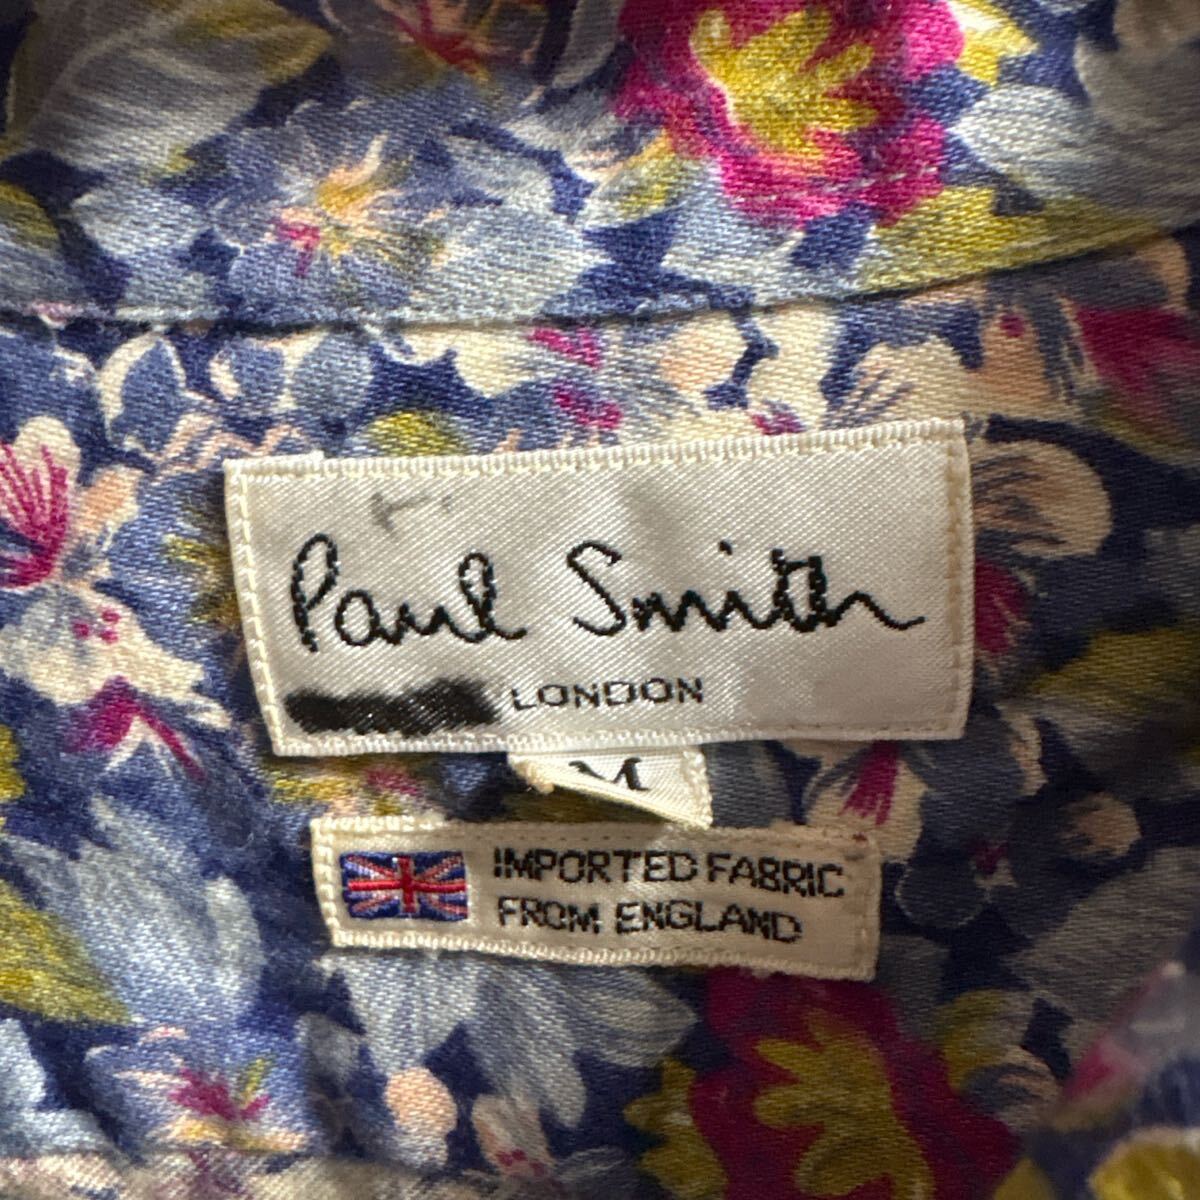 Paul Smith
LONDON
M
IMPORTED FABRIC
FROM ENGLAND